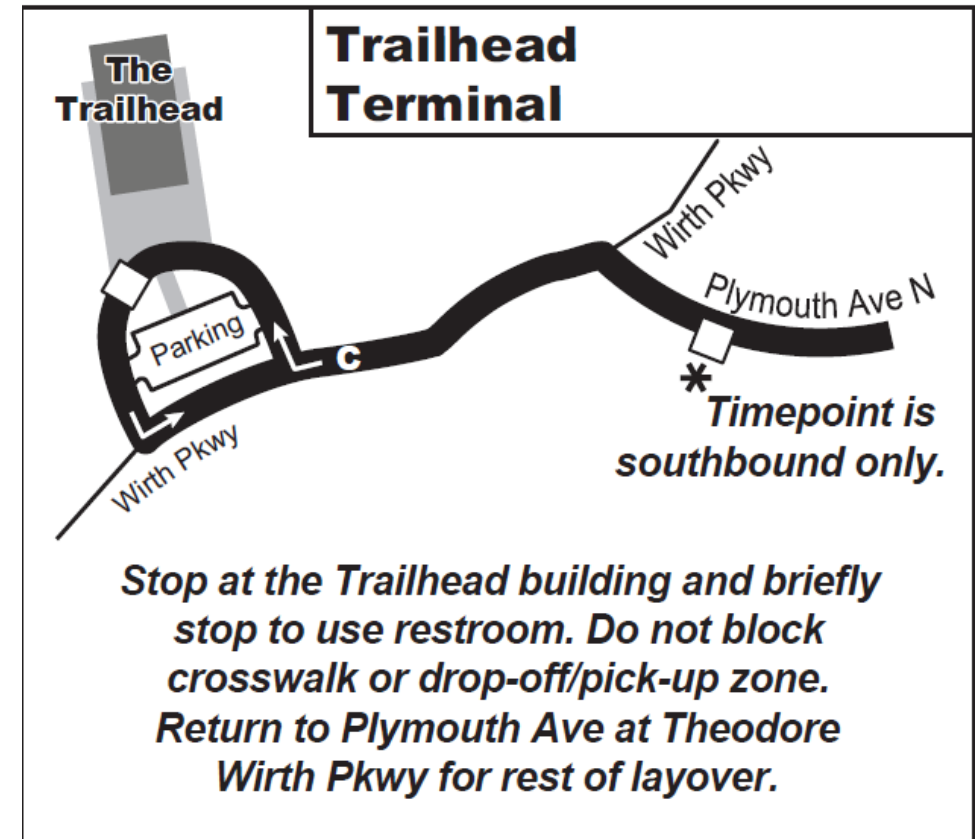 Trailhead
Terminal
The
Trailhead
Wirth Pkwy
Plymouth Ave N
Parking
C
Wirth Pkwy
*
Timepoint is
southbound only.
Stop at the Trailhead building and briefly
stop to use restroom. Do not block
crosswalk or drop-off/pick-up zone.
Return to Plymouth Ave at Theodore
Wirth Pkwy for rest of layover.